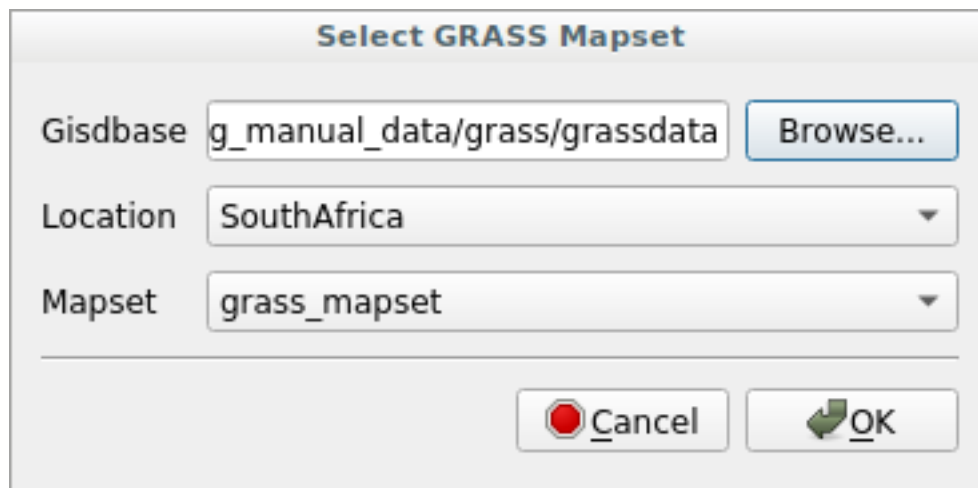 Select GRASS Mapset
Gisdbase g_manual_data/grass/grassdata Browse...
Location SouthAfrica
Mapset grass_mapset
Cancel OK